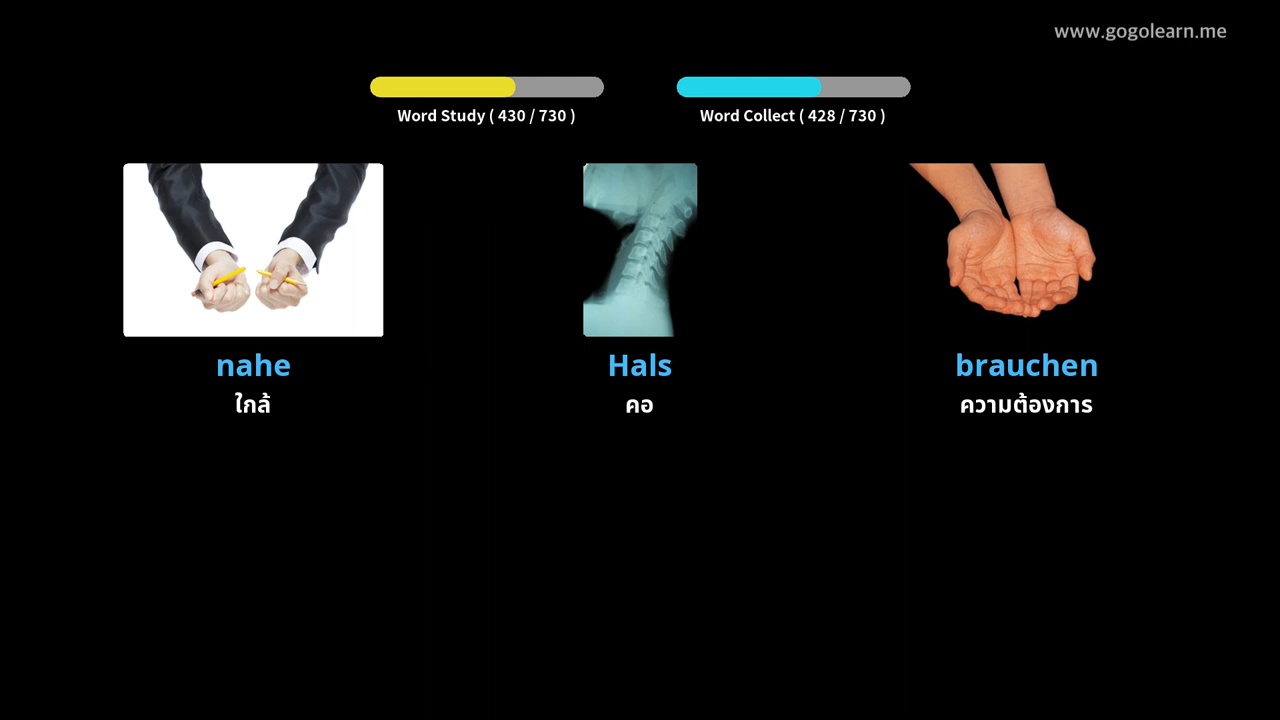 www.gogolearn.me
Word Study ( 430 / 730 )
Word Collect ( 428 / 730 )
nahe
ใกล้
Hals
คอ
brauchen
ความต้องการ